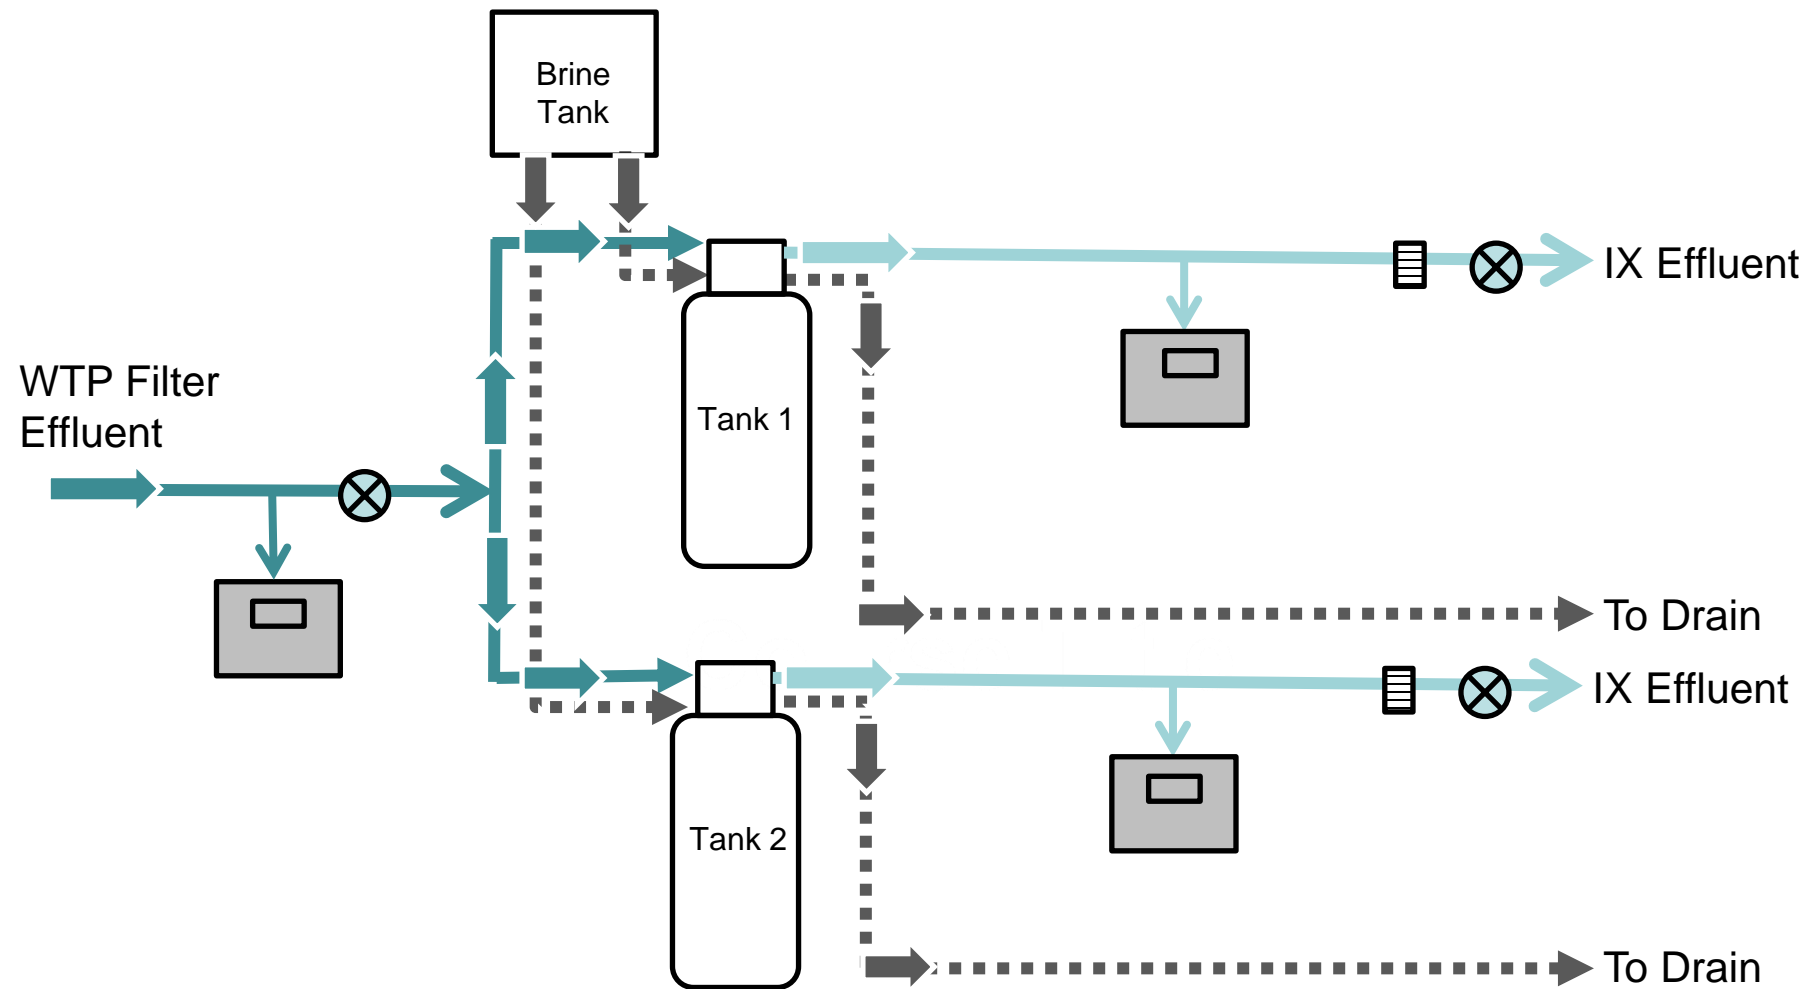 Brine
Tank
IX Effluent
WTP Filter
Effluent
Tank 1
To Drain
IX Effluent
Tank 2
To Drain